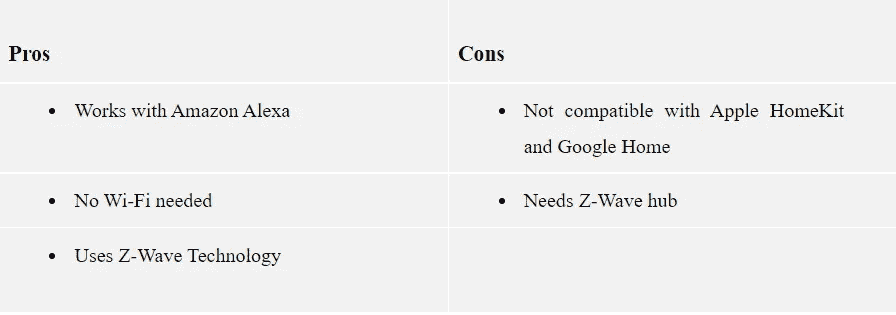 Pros
Cons
• Works with Amazon Alexa
• Not compatible with Apple HomeKit
and Google Home
• No Wi-Fi needed
• Needs Z-Wave hub
• Uses Z-Wave Technology